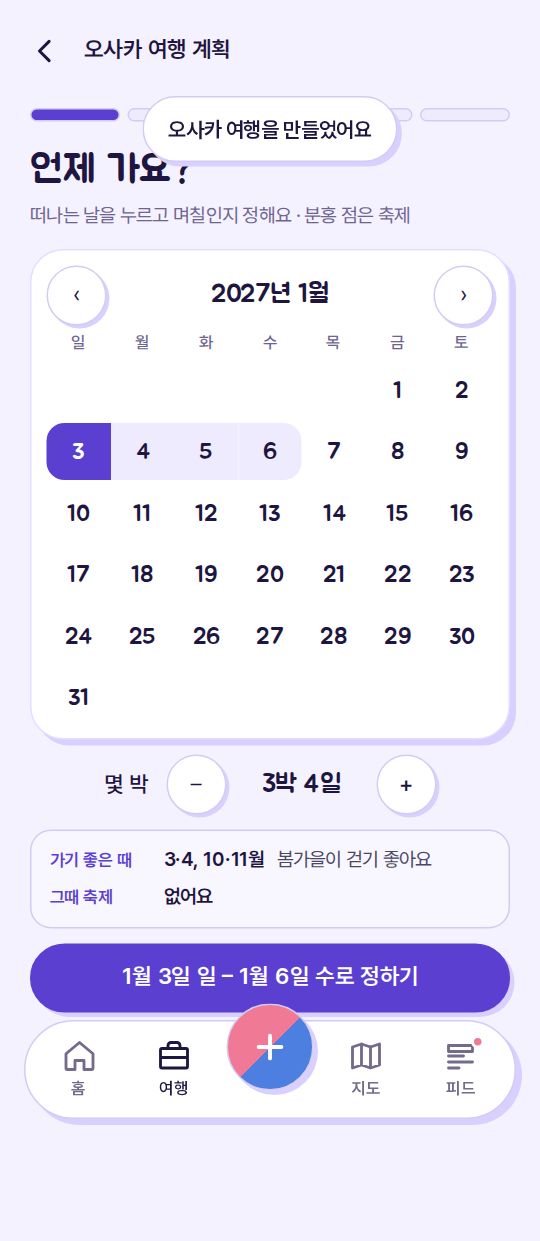 오사카 여행 계획
오사카 여행을 만들었어요
언제 가요?
떠나는 날을 누르고 며칠인지 정해요 · 분홍 점은 축제
‹ 2027년 1월 ›
일 월 화 수 목 금 토
1 2
3 4 5 6 7 8 9
10 11 12 13 14 15 16
17 18 19 20 21 22 23
24 25 26 27 28 29 30
31
몇 박 − 3박 4일 +
가기 좋은 때 3·4, 10·11월 봄가을이 걷기 좋아요
그때 축제 없어요
1월 3일 일 – 1월 6일 수로 정하기
홈 여행 지도 피드